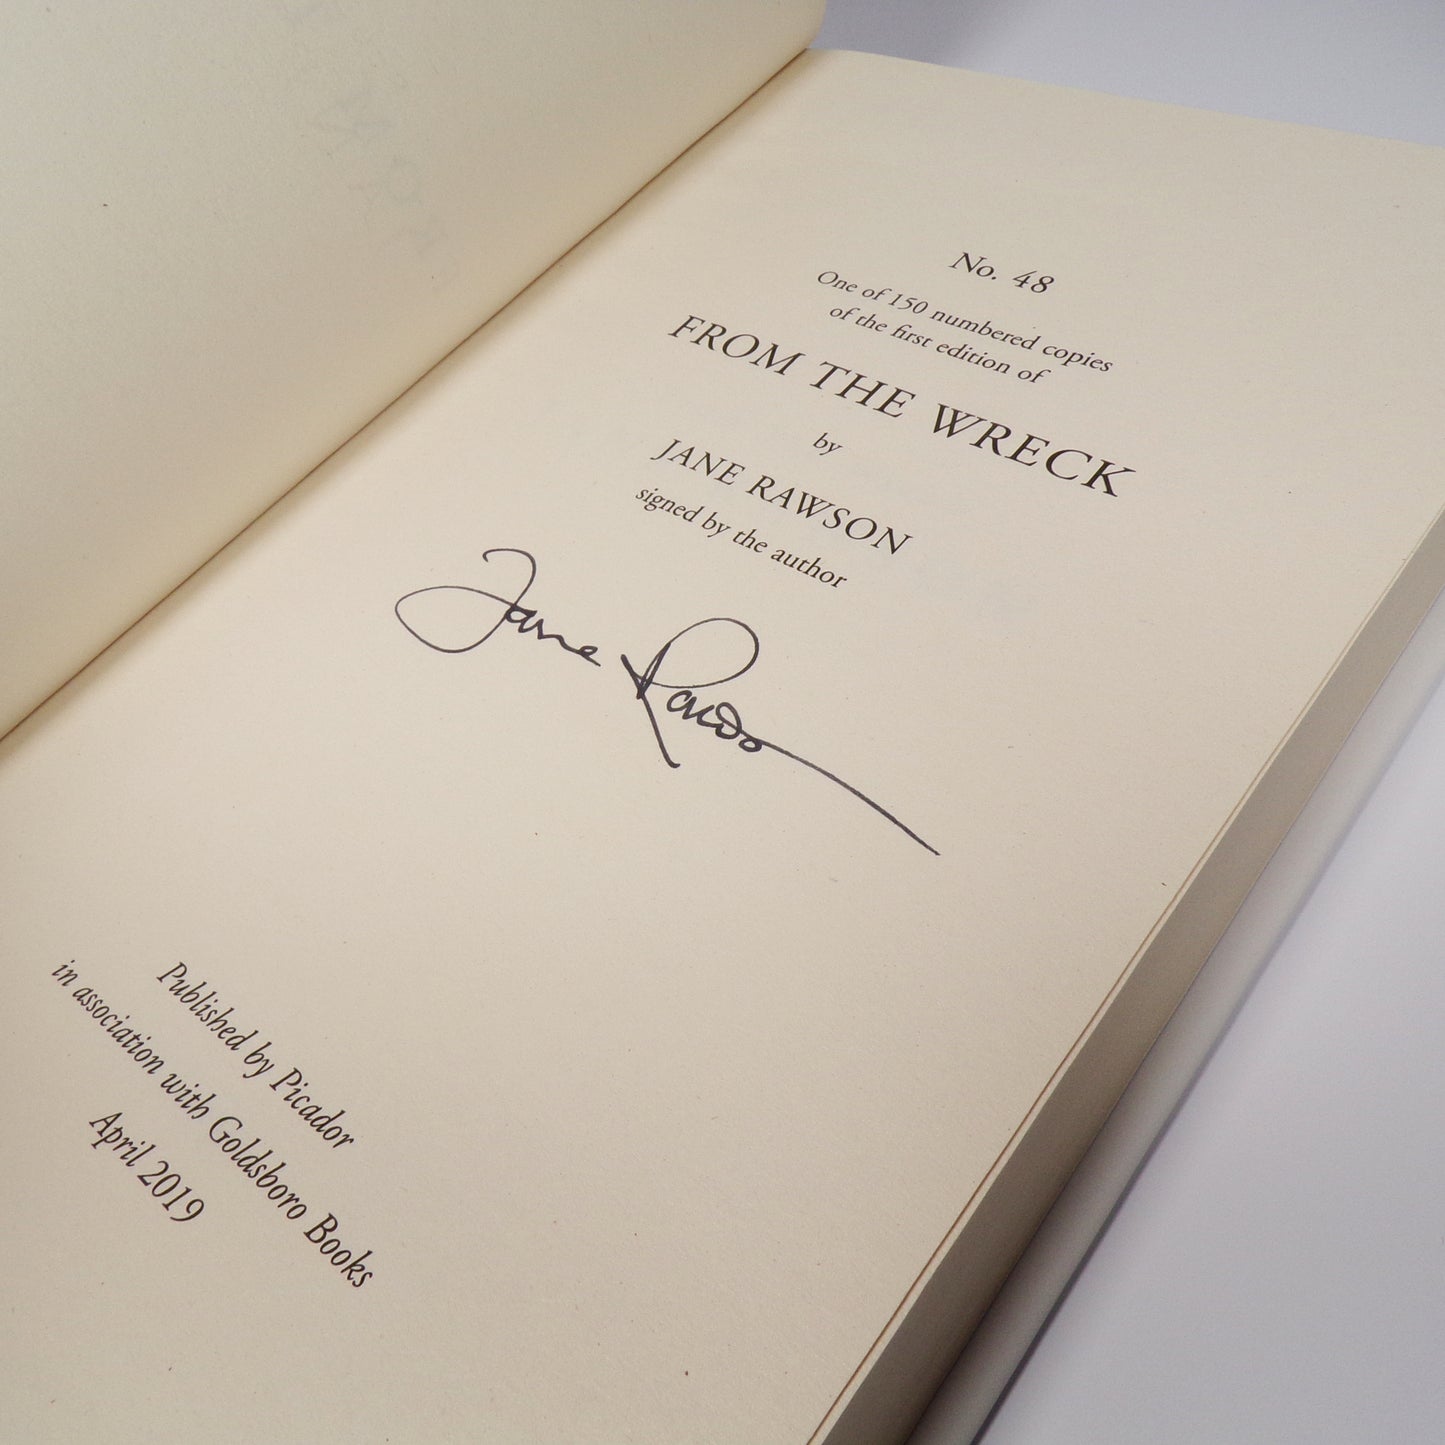 No. 48
One of 150 numbered copies
of the first edition of
FROM THE WRECK
by
JANE RAWSON
signed by the author
Jane Rawson
Published by Picador
in association with Goldsboro Books
April 2019